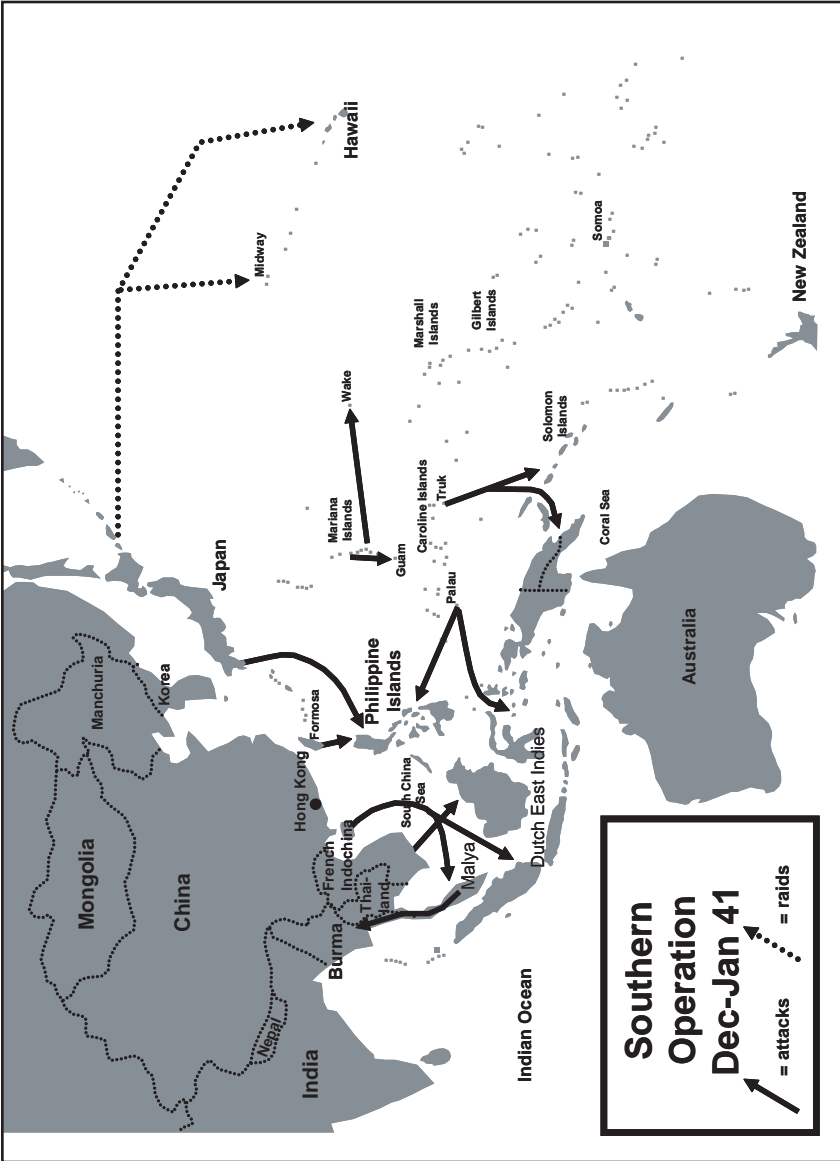 Mongolia
Manchuria
Korea
Japan
China
Nepal
India
Burma
Thai-
land
French
Indochina
Hong Kong
Formosa
South China
Sea
Philippine
Islands
Malya
Dutch East Indies
Indian Ocean
Mariana
Islands
Guam
Wake
Midway
Hawaii
Palau
Caroline Islands
Truk
Marshall
Islands
Gilbert
Islands
Solomon
Islands
Somoa
Coral Sea
Australia
New Zealand
Southern
Operation
Dec-Jan 41
= attacks
= raids